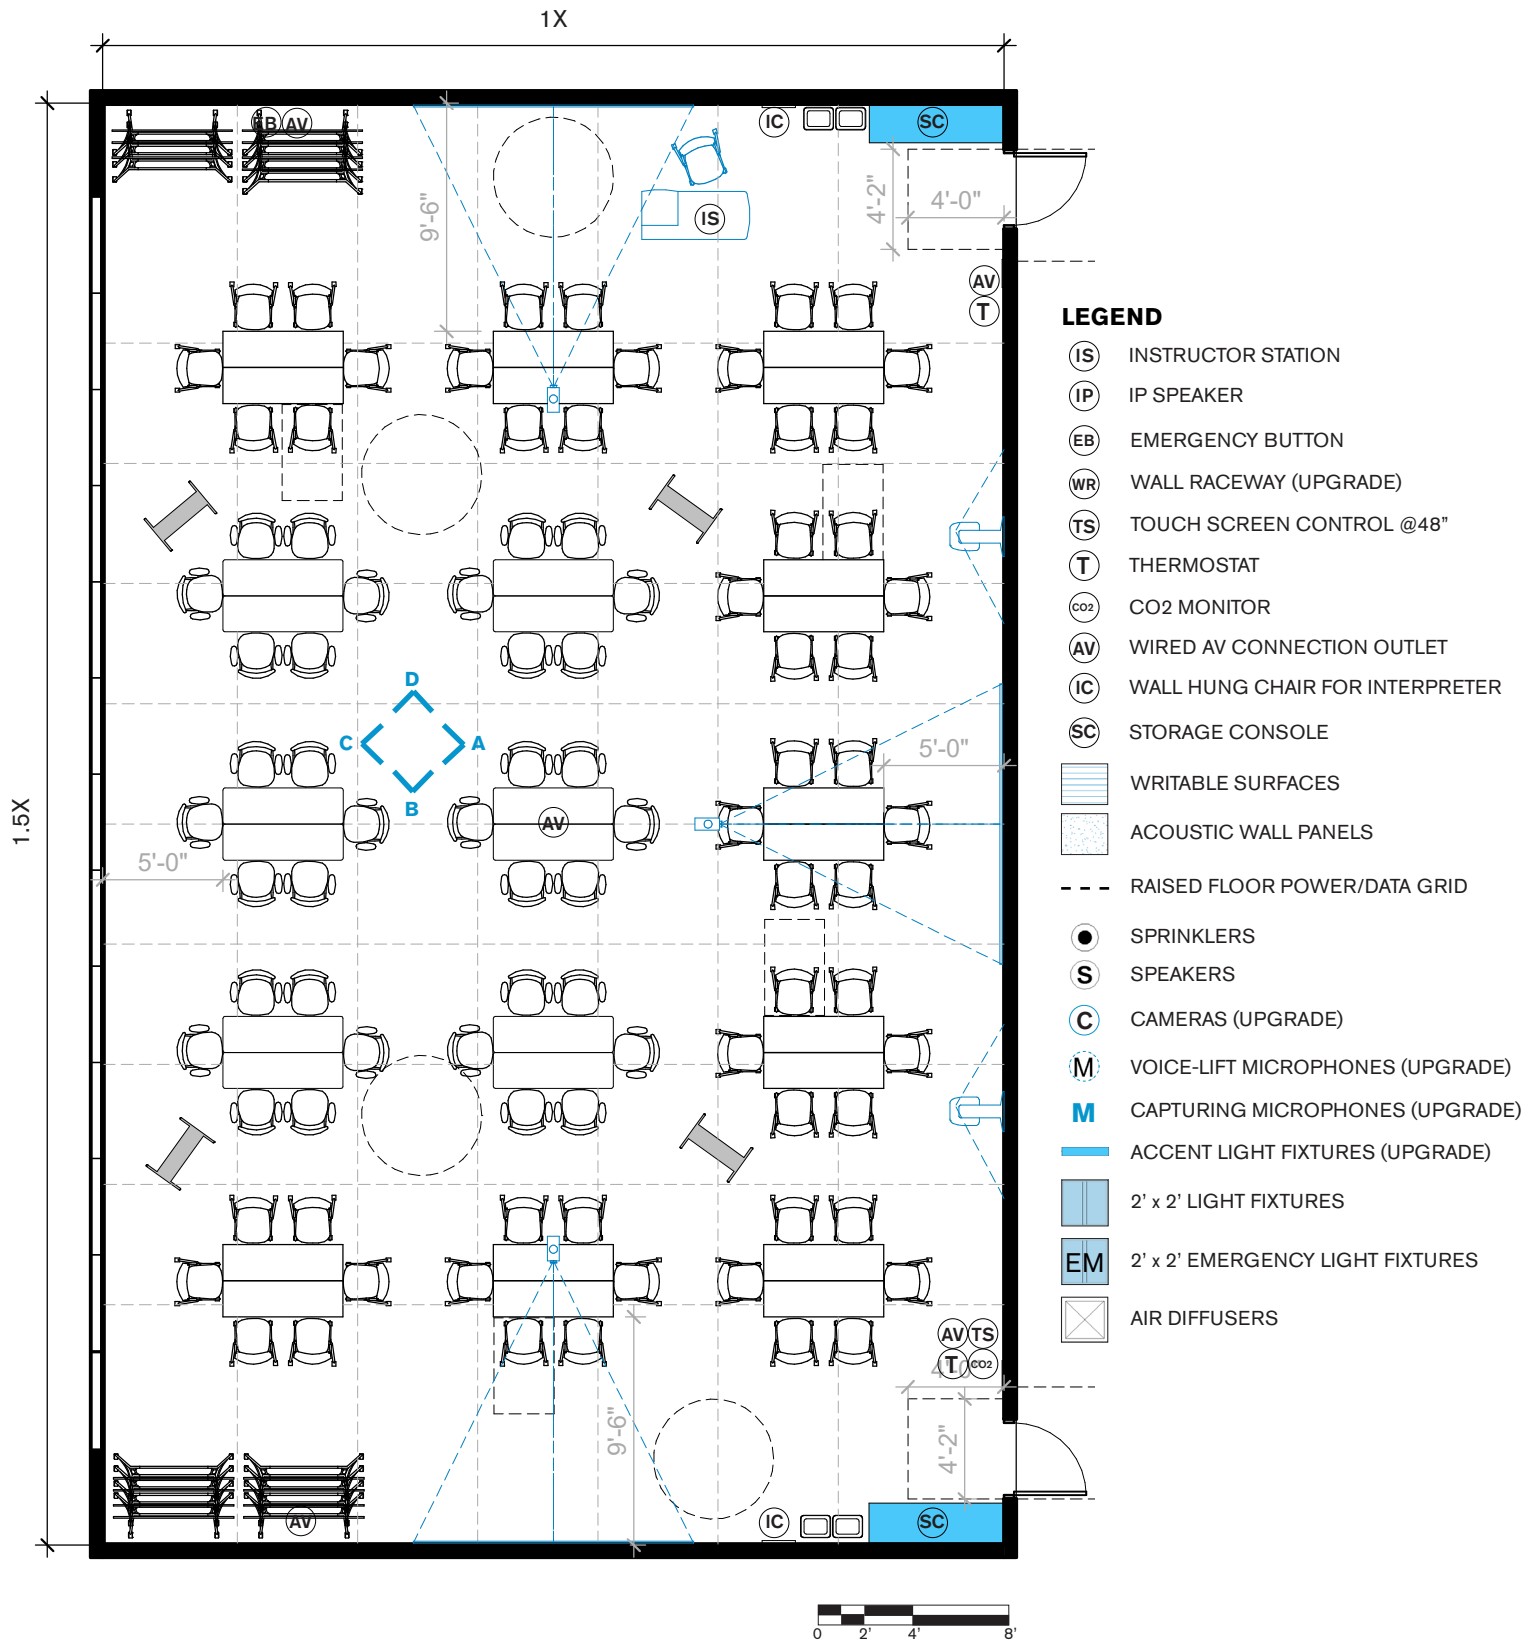 1X
EB AV
IC
SC
9'-6"
4'-2"
4'-0"
IS
AV
T
LEGEND
IS INSTRUCTOR STATION
IP IP SPEAKER
EB EMERGENCY BUTTON
WR WALL RACEWAY (UPGRADE)
TS TOUCH SCREEN CONTROL @48”
T THERMOSTAT
CO2 CO2 MONITOR
AV WIRED AV CONNECTION OUTLET
IC WALL HUNG CHAIR FOR INTERPRETER
SC STORAGE CONSOLE
WRITABLE SURFACES
ACOUSTIC WALL PANELS
RAISED FLOOR POWER/DATA GRID
SPRINKLERS
S SPEAKERS
C CAMERAS (UPGRADE)
M VOICE-LIFT MICROPHONES (UPGRADE)
M CAPTURING MICROPHONES (UPGRADE)
ACCENT LIGHT FIXTURES (UPGRADE)
2’ x 2’ LIGHT FIXTURES
EM 2’ x 2’ EMERGENCY LIGHT FIXTURES
AIR DIFFUSERS
D
C A
B
5'-0"
1.5X
AV
5'-0"
AV TS
T CO2
4'-0"
9'-6"
4'-2"
AV
IC
SC
0 2’ 4’ 8’